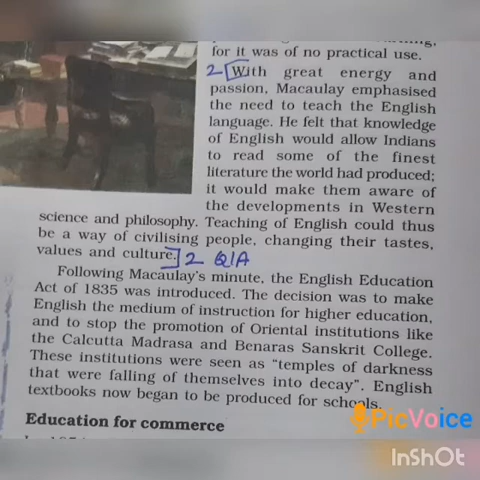 for it was of no practical use.
2 With great energy and
passion, Macaulay emphasised
the need to teach the English
language. He felt that knowledge
of English would allow Indians
to read some of the finest
literature the world had produced;
it would make them aware of
the developments in Western
science and philosophy. Teaching of English could thus
be a way of civilising people, changing their tastes,
values and culture. 2 Q/A
Following Macaulay's minute, the English Education
Act of 1835 was introduced. The decision was to make
English the medium of instruction for higher education,
and to stop the promotion of Oriental institutions like
the Calcutta Madrasa and Benaras Sanskrit College.
These institutions were seen as "temples of darkness
that were falling of themselves into decay". English
textbooks now began to be produced for schools.
Education for commerce
PicVoice
InShOt